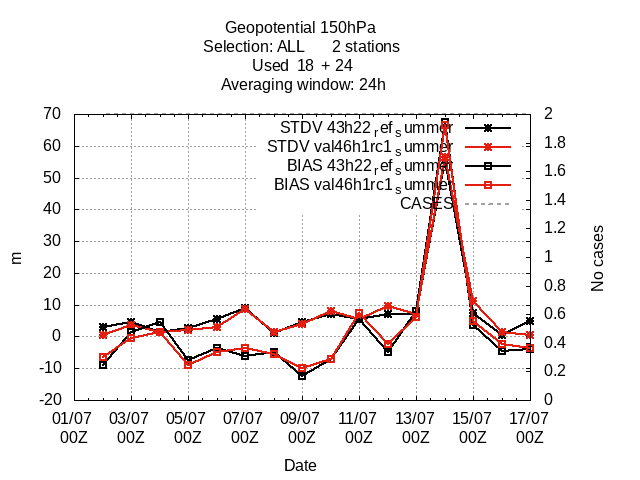 Geopotential 150hPa
Selection: ALL 2 stations
Used 18 + 24
Averaging window: 24h
70 2
STDV 43h22refsummer
STDV val46h1rc1summer
BIAS 43h22refsummer
BIAS val46h1rc1summer
CASES
60 1.8
50 1.6
40 1.4
30 1.2
20 1
10 0.8
0 0.6
-10 0.4
-20 0.2
0
m
No cases
01/07 03/07 05/07 07/07 09/07 11/07 13/07 15/07 17/07
00Z 00Z 00Z 00Z 00Z 00Z 00Z 00Z 00Z
Date